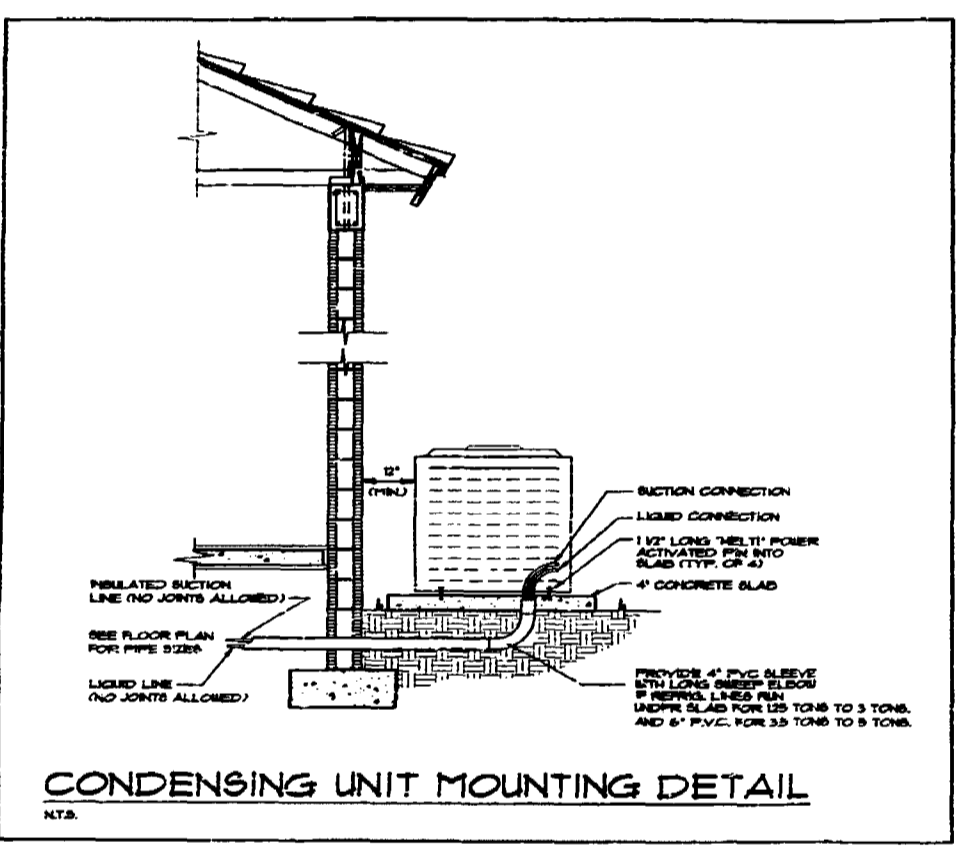 12"
(MIN.)
SUCTION CONNECTION
LIQUID CONNECTION
1 1/2" LONG "HELTI" POWER
ACTIVATED PIN INTO
SLAB (TYP. OF 4)
4" CONCRETE SLAB
INSULATED SUCTION
LINE (NO JOINTS ALLOWED)
SEE FLOOR PLAN
FOR PIPE SIZES
LIQUID LINE
(NO JOINTS ALLOWED)
PROVIDE 4" PVC SLEEVE
WITH LONG SWEEP ELBOW
IF REFRIG. LINES RUN
UNDER SLAB FOR 1.25 TONS TO 3 TONS.
AND 6" P.V.C. FOR 3.5 TONS TO 5 TONS.
CONDENSING UNIT MOUNTING DETAIL
N.T.S.